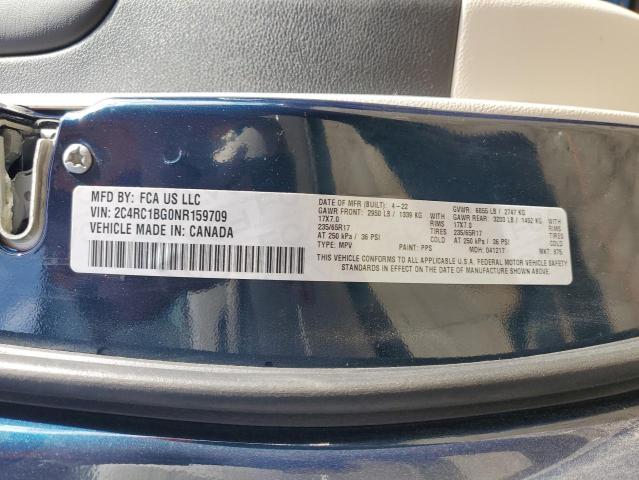 MFD BY: FCA US LLC
VIN: 2C4RC1BG0NR159709
VEHICLE MADE IN: CANADA
DATE OF MFR (BUILT): 4-22
GAWR FRONT: 2950 LB / 1339 KG
17X7.0
235/65R17
AT 250 kPa / 36 PSI
TYPE: MPV
WITH
RIMS
TIRES
COLD
PAINT: PPS
GVWR: 6055 LB / 2747 KG
GAWR REAR: 3200 LB / 1452 KG
17X7.0
235/65R17
AT 250 kPa / 36 PSI
MDH: 041217
WITH
RIMS
TIRES
COLD
MKT: 875
THIS VEHICLE CONFORMS TO ALL APPLICABLE U.S.A. FEDERAL MOTOR VEHICLE SAFETY
STANDARDS IN EFFECT ON THE DATE OF MANUFACTURE SHOWN ABOVE.